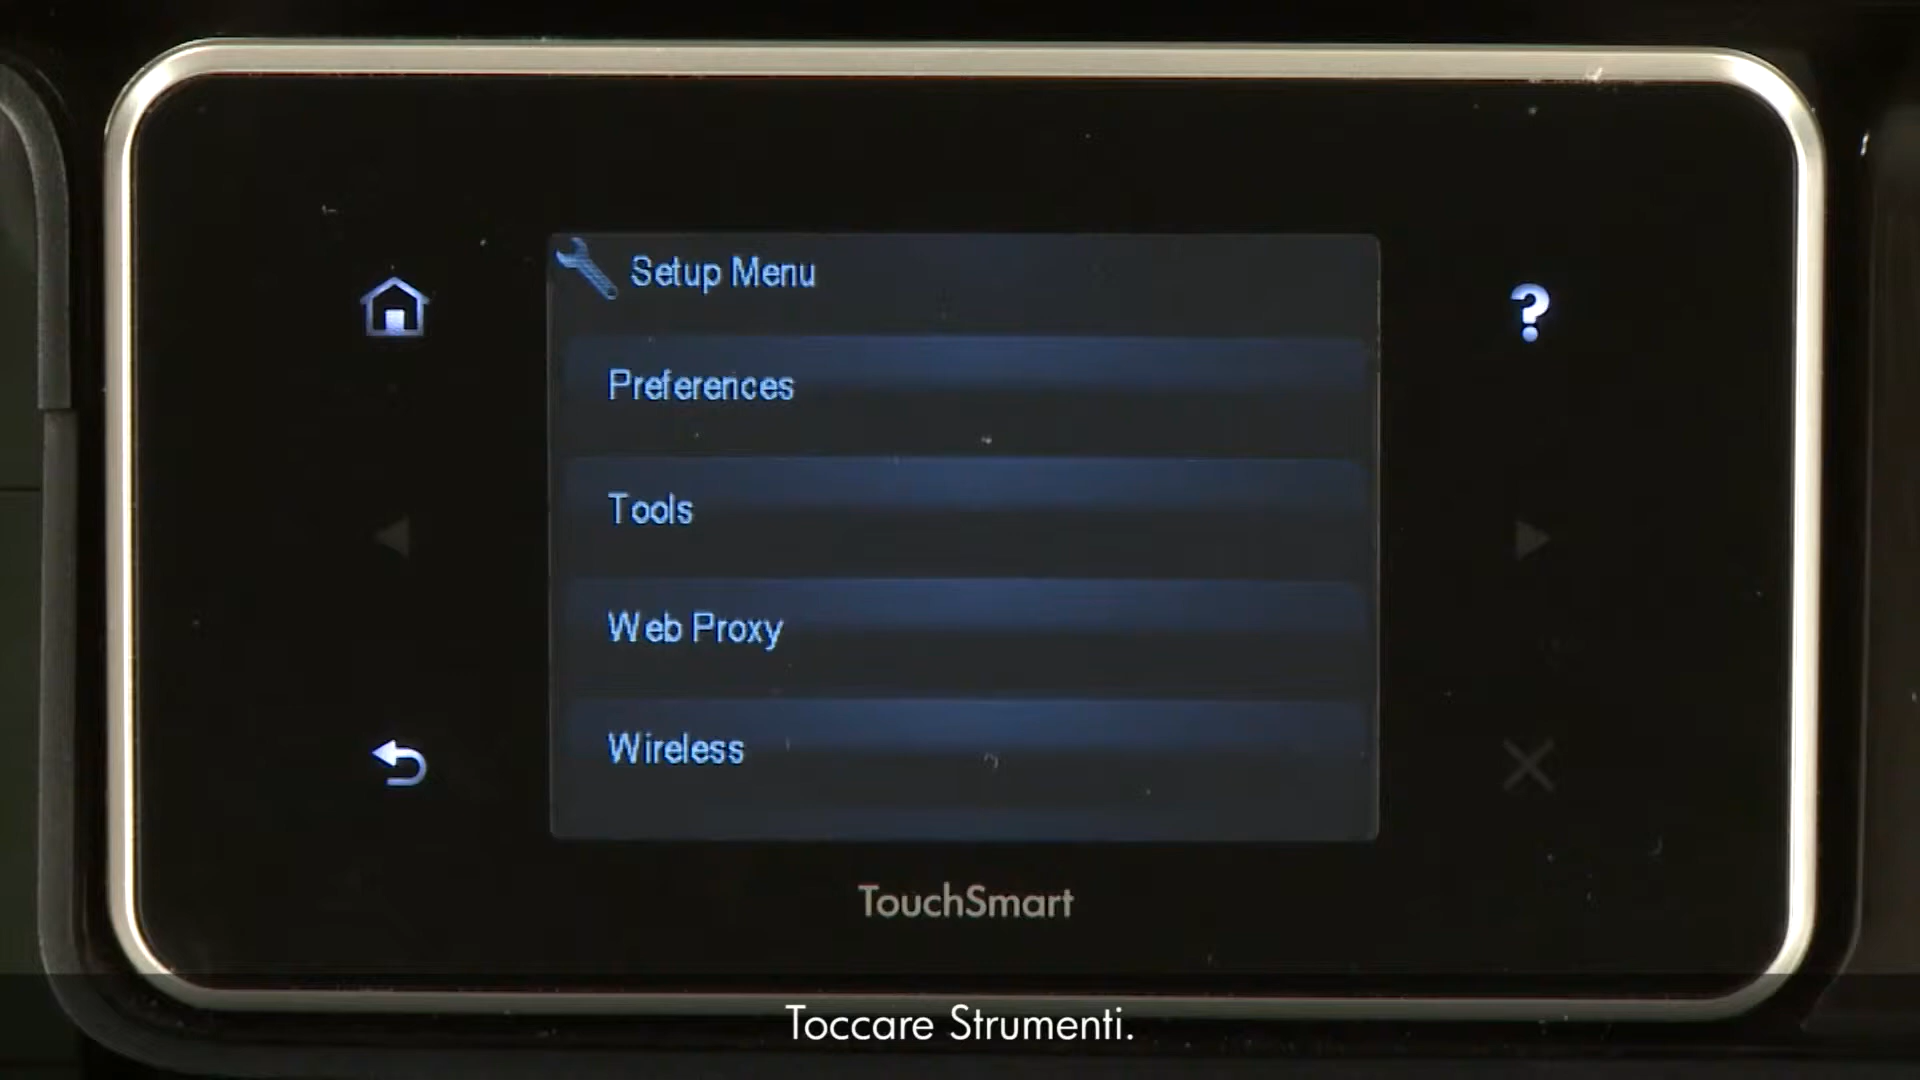 Setup Menu
Preferences
Tools
Web Proxy
Wireless
TouchSmart
Toccare Strumenti.